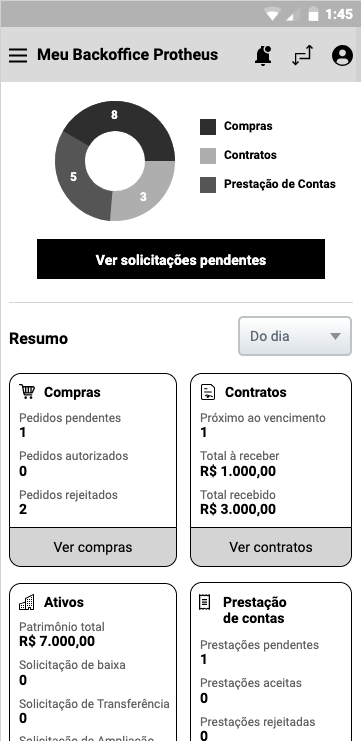 1:45
Meu Backoffice Protheus
8
5
3
Compras
Contratos
Prestação de Contas
Ver solicitações pendentes
Resumo
Do dia
Compras
Pedidos pendentes
1
Pedidos autorizados
0
Pedidos rejeitados
2
Ver compras
Contratos
Próximo ao vencimento
1
Total à receber
R$ 1.000,00
Total recebido
R$ 3.000,00
Ver contratos
Ativos
Patrimônio total
R$ 7.000,00
Solicitação de baixa
0
Solicitação de Transferência
0
Solicitação de Ampliação
Prestação
de contas
Prestações pendentes
1
Prestações aceitas
0
Prestações rejeitadas
0